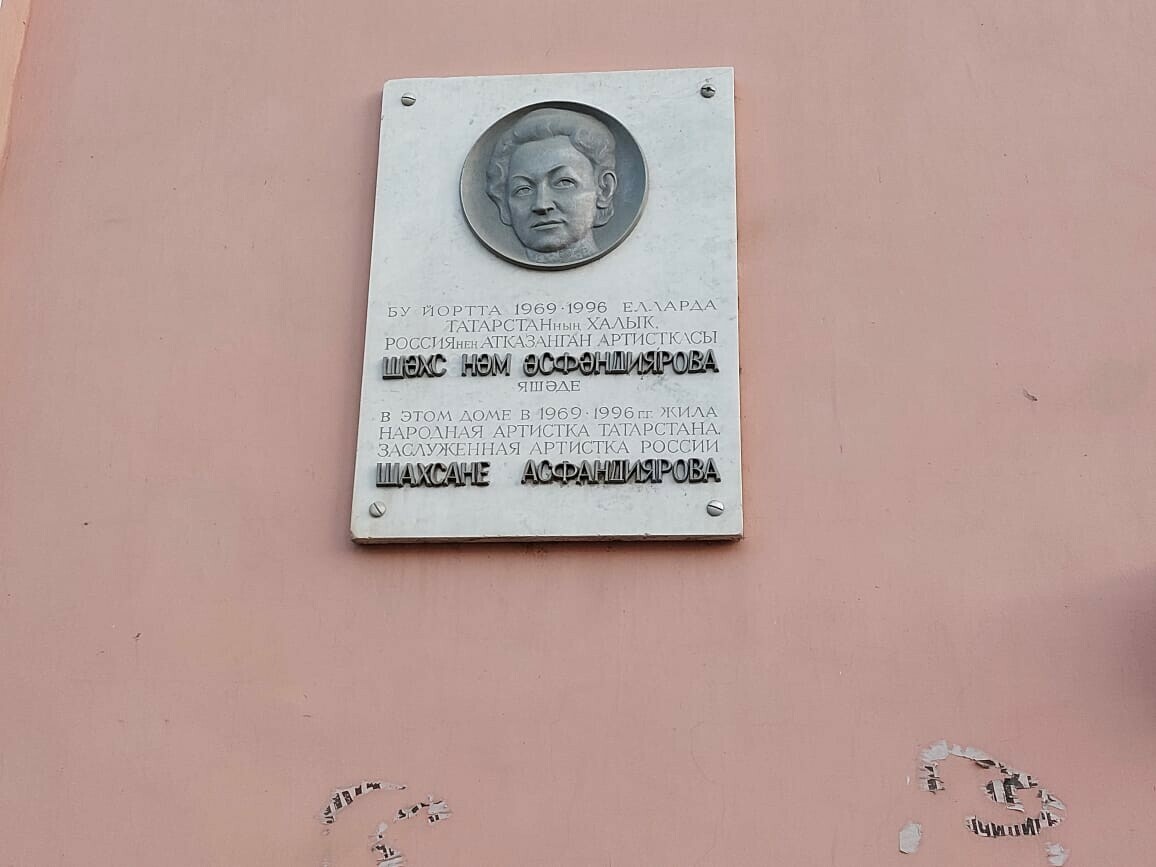 БУ ЙОРТТА 1969-1996 ЕЛЛАРДА
ТАТАРСТАНның ХАЛЫК,
РОССИЯнең АТКАЗАНГАН АРТИСТКАСЫ
ШӘХС НӘМ ӘСФӘНДИЯРОВА
ЯШӘДЕ
В ЭТОМ ДОМЕ В 1969-1996 гг. ЖИЛА
НАРОДНАЯ АРТИСТКА ТАТАРСТАНА,
ЗАСЛУЖЕННАЯ АРТИСТКА РОССИИ
ШАХСАНЕ АСФАНДИЯРОВА